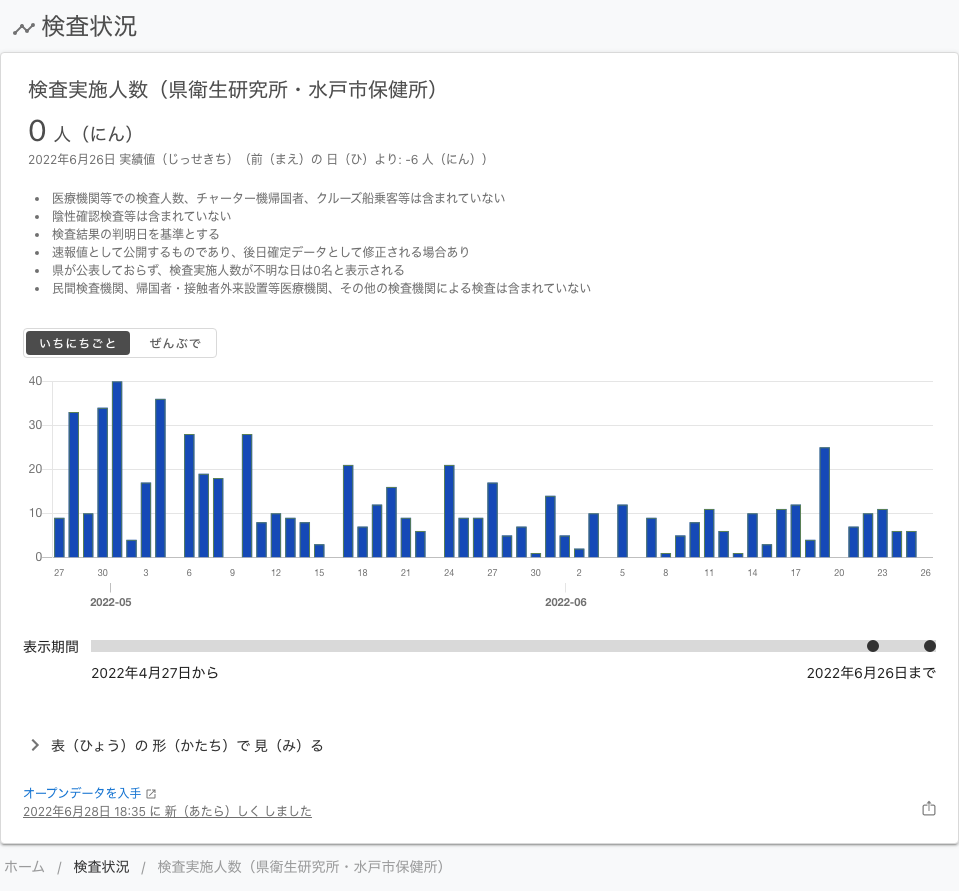 検査状況
検査実施人数（県衛生研究所・水戸市保健所）
0 人（にん）
2022年6月26日 実績値（じっせきち）（前（まえ）の 日（ひ）より: -6 人（にん））
• 医療機関等での検査人数、チャーター機帰国者、クルーズ船乗客等は含まれていない
• 陰性確認検査等は含まれていない
• 検査結果の判明日を基準とする
• 速報値として公開するものであり、後日確定データとして修正される場合あり
• 県が公表しておらず、検査実施人数が不明な日は0名と表示される
• 民間検査機関、帰国者・接触者外来設置等医療機関、その他の検査機関による検査は含まれていない
いちにちごと ぜんぶで
40
30
20
10
0
27 30 3 6 9 12 15 18 21 24 27 30 2 5 8 11 14 17 20 23 26
2022-05 2022-06
表示期間
2022年4月27日から 2022年6月26日まで
表（ひょう）の 形（かたち）で 見（み）る
オープンデータを入手
2022年6月28日 18:35 に 新（あたら）しく しました
ホーム / 検査状況 / 検査実施人数（県衛生研究所・水戸市保健所）